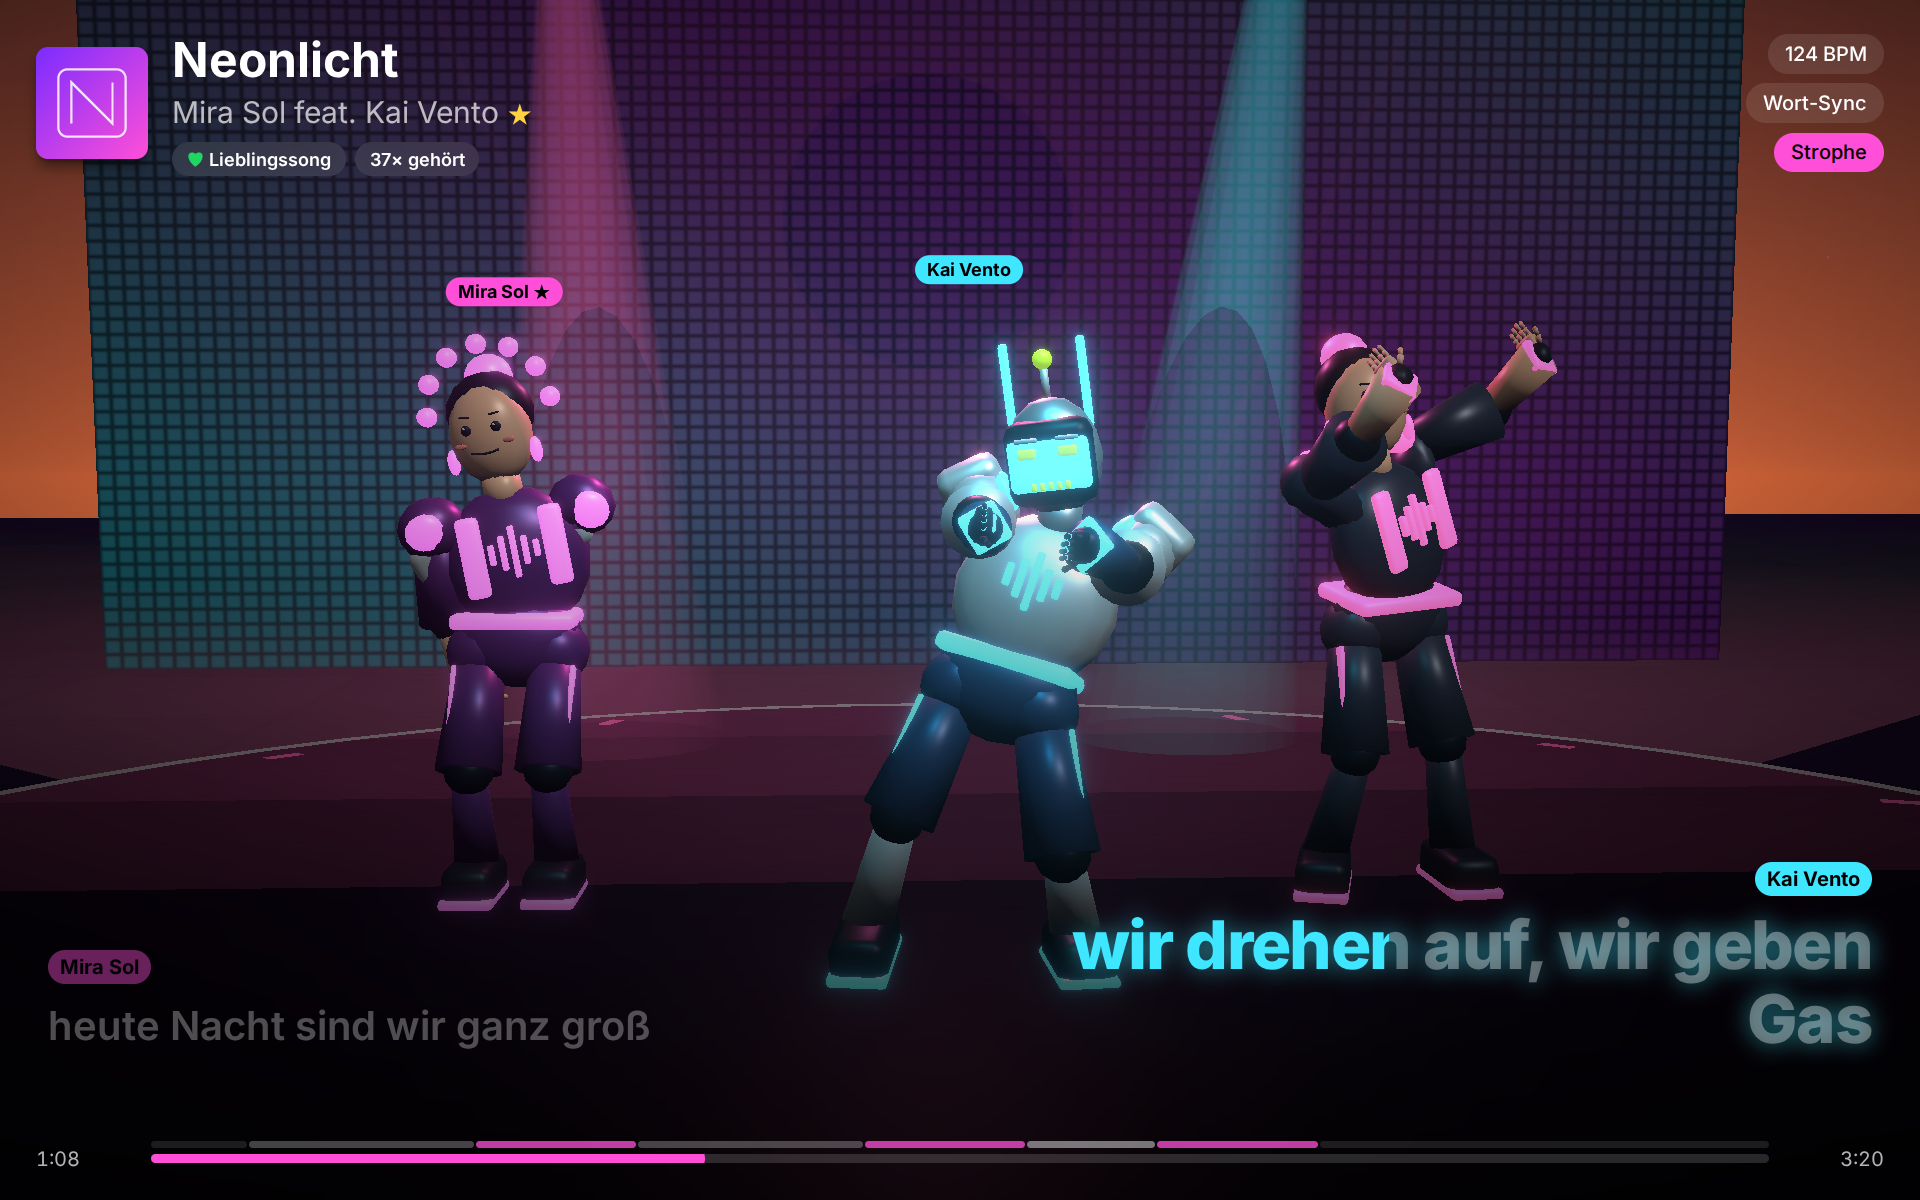 N
Neonlicht
Mira Sol feat. Kai Vento ★
Lieblingssong
37× gehört
124 BPM
Wort-Sync
Strophe
Mira Sol ★
Kai Vento
Kai Vento
wir drehen auf, wir geben
Gas
Mira Sol
heute Nacht sind wir ganz groß
1:08
3:20